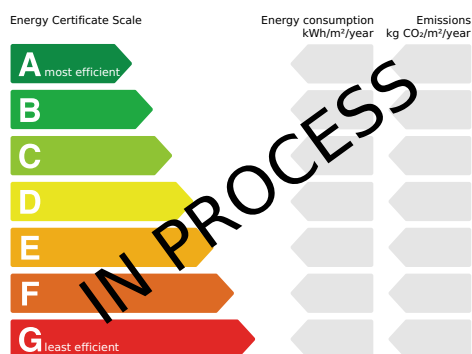 Energy Certificate Scale
Energy consumption
kWh/m²/year
Emissions
kg CO₂/m²/year
A most efficient
B
C
D
E
F
G least efficient
IN PROCESS